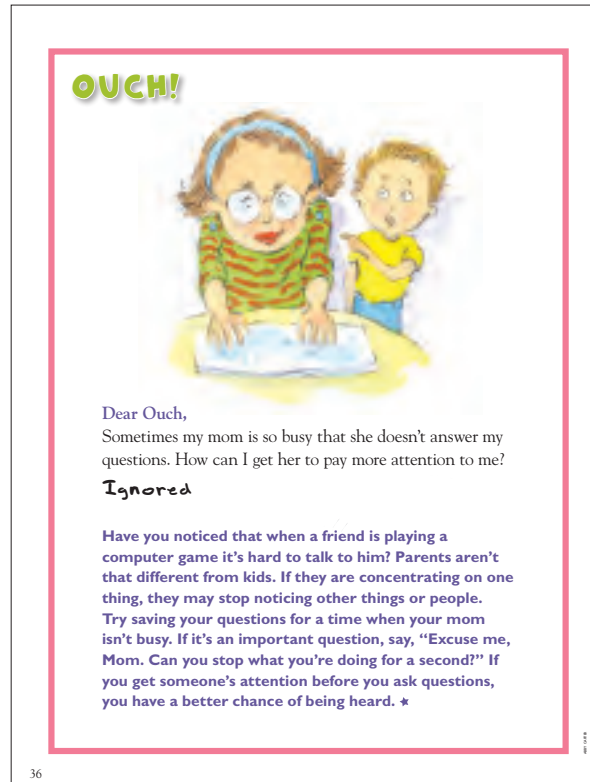 OUCH!
Dear Ouch,
Sometimes my mom is so busy that she doesn't answer my
questions. How can I get her to pay more attention to me?
Ignored
Have you noticed that when a friend is playing a
computer game it's hard to talk to him? Parents aren't
that different from kids. If they are concentrating on one
thing, they may stop noticing other things or people.
Try saving your questions for a time when your mom
isn't busy. If it's an important question, say, “Excuse me,
Mom. Can you stop what you're doing for a second?” If
you get someone's attention before you ask questions,
you have a better chance of being heard. ★
36